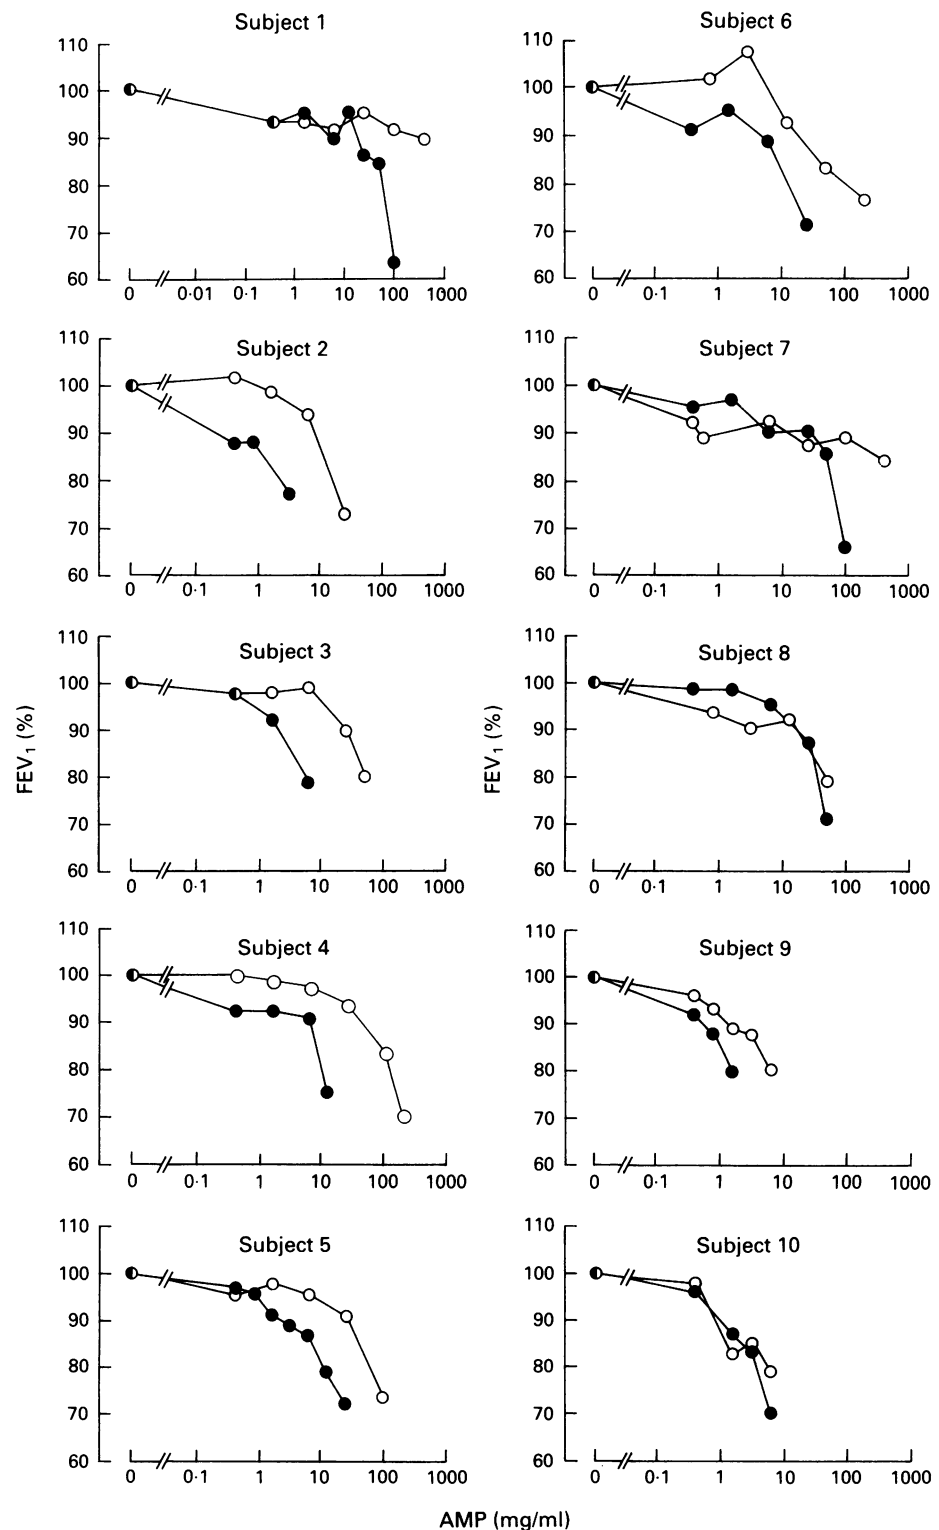 Subject 1
110
100
90
80
70
60
0 0·01 0·1 1 10 100 1000
Subject 6
110
100
90
80
70
60
0 0·1 1 10 100 1000
Subject 2
110
100
90
80
70
60
0 0·1 1 10 100 1000
Subject 7
110
100
90
80
70
60
0 0·1 1 10 100 1000
Subject 3
110
100
90
80
70
60
0 0·1 1 10 100 1000
FEV₁ (%)
Subject 8
110
100
90
80
70
60
0 0·1 1 10 100 1000
FEV₁ (%)
Subject 4
110
100
90
80
70
60
0 0·1 1 10 100 1000
Subject 9
110
100
90
80
70
60
0 0·1 1 10 100 1000
Subject 5
110
100
90
80
70
60
0 0·1 1 10 100 1000
Subject 10
110
100
90
80
70
60
0 0·1 1 10 100 1000
AMP (mg/ml)